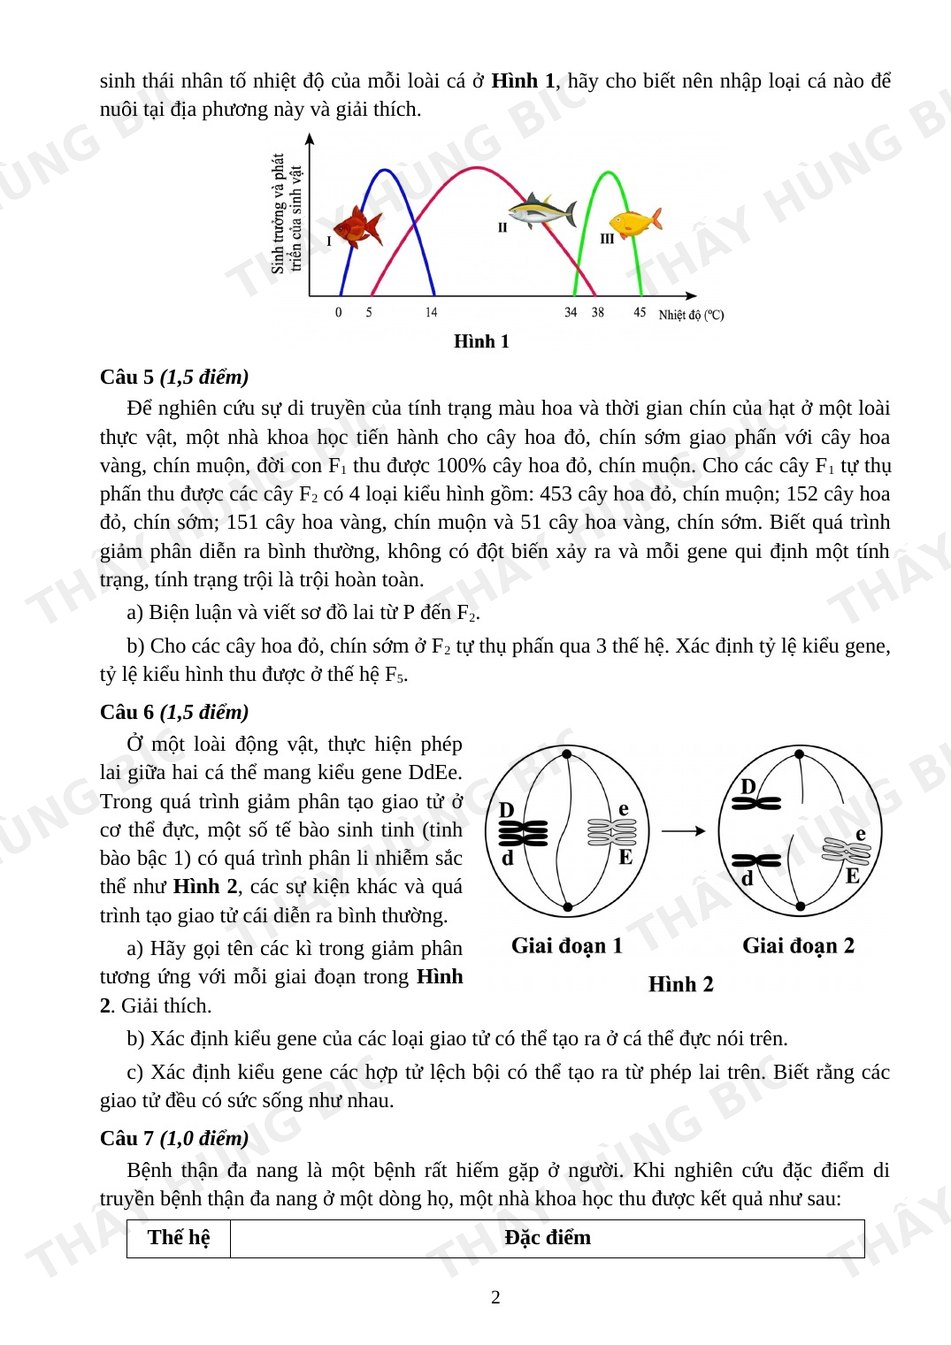 sinh thái nhân tố nhiệt độ của mỗi loài cá ở Hình 1, hãy cho biết nên nhập loại cá nào để
nuôi tại địa phương này và giải thích.
Sinh trưởng và phát
triển của sinh vật
I
II
III
0 5 14 34 38 45 Nhiệt độ (ºC)
Hình 1
Câu 5 (1,5 điểm)
Để nghiên cứu sự di truyền của tính trạng màu hoa và thời gian chín của hạt ở một loài
thực vật, một nhà khoa học tiến hành cho cây hoa đỏ, chín sớm giao phấn với cây hoa
vàng, chín muộn, đời con F₁ thu được 100% cây hoa đỏ, chín muộn. Cho các cây F₁ tự thụ
phấn thu được các cây F₂ có 4 loại kiểu hình gồm: 453 cây hoa đỏ, chín muộn; 152 cây hoa
đỏ, chín sớm; 151 cây hoa vàng, chín muộn và 51 cây hoa vàng, chín sớm. Biết quá trình
giảm phân diễn ra bình thường, không có đột biến xảy ra và mỗi gene qui định một tính
trạng, tính trạng trội là trội hoàn toàn.
a) Biện luận và viết sơ đồ lai từ P đến F₂.
b) Cho các cây hoa đỏ, chín sớm ở F₂ tự thụ phấn qua 3 thế hệ. Xác định tỷ lệ kiểu gene,
tỷ lệ kiểu hình thu được ở thế hệ F₅.
Câu 6 (1,5 điểm)
Ở một loài động vật, thực hiện phép
lai giữa hai cá thể mang kiểu gene DdEe.
Trong quá trình giảm phân tạo giao tử ở
cơ thể đực, một số tế bào sinh tinh (tinh
bào bậc 1) có quá trình phân li nhiễm sắc
thể như Hình 2, các sự kiện khác và quá
trình tạo giao tử cái diễn ra bình thường.
a) Hãy gọi tên các kì trong giảm phân
tương ứng với mỗi giai đoạn trong Hình
2. Giải thích.
D e
d E
D
e
d E
Giai đoạn 1 Giai đoạn 2
Hình 2
b) Xác định kiểu gene của các loại giao tử có thể tạo ra ở cá thể đực nói trên.
c) Xác định kiểu gene các hợp tử lệch bội có thể tạo ra từ phép lai trên. Biết rằng các
giao tử đều có sức sống như nhau.
Câu 7 (1,0 điểm)
Bệnh thận đa nang là một bệnh rất hiếm gặp ở người. Khi nghiên cứu đặc điểm di
truyền bệnh thận đa nang ở một dòng họ, một nhà khoa học thu được kết quả như sau:
Thế hệ Đặc điểm
2
THẦY HÙNG BIC